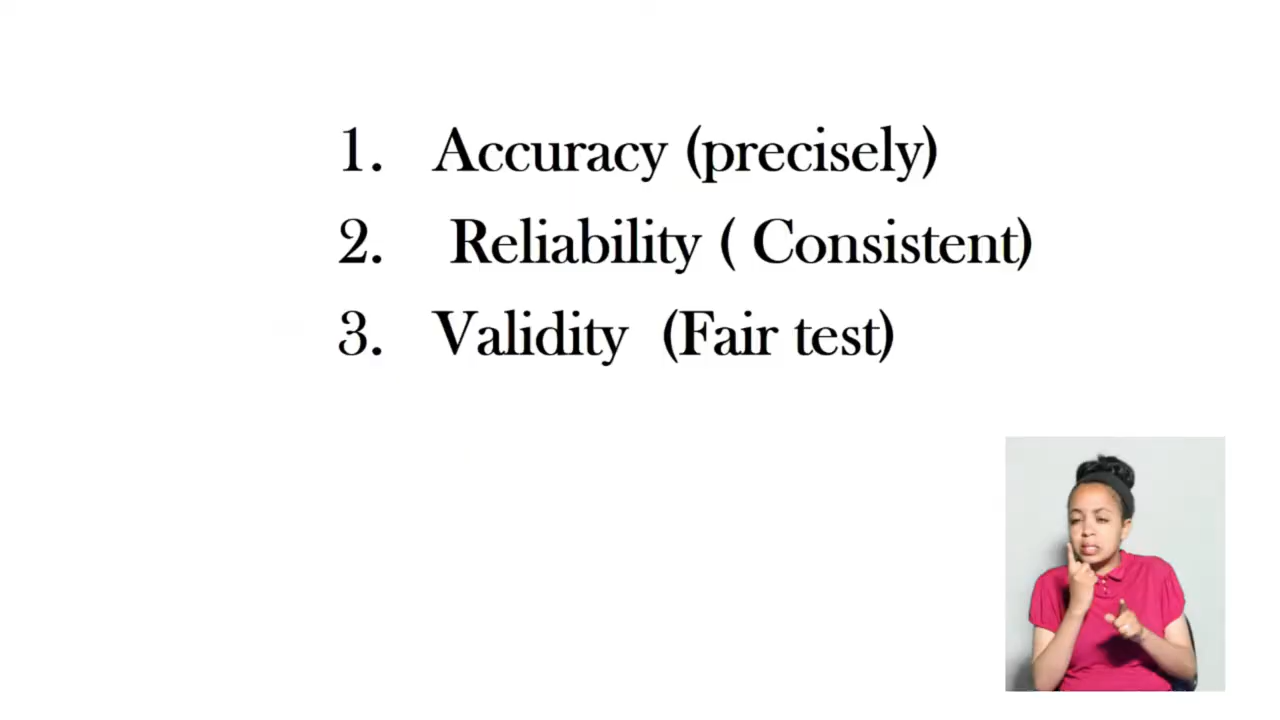 1. Accuracy (precisely)
2. Reliability ( Consistent)
3. Validity (Fair test)